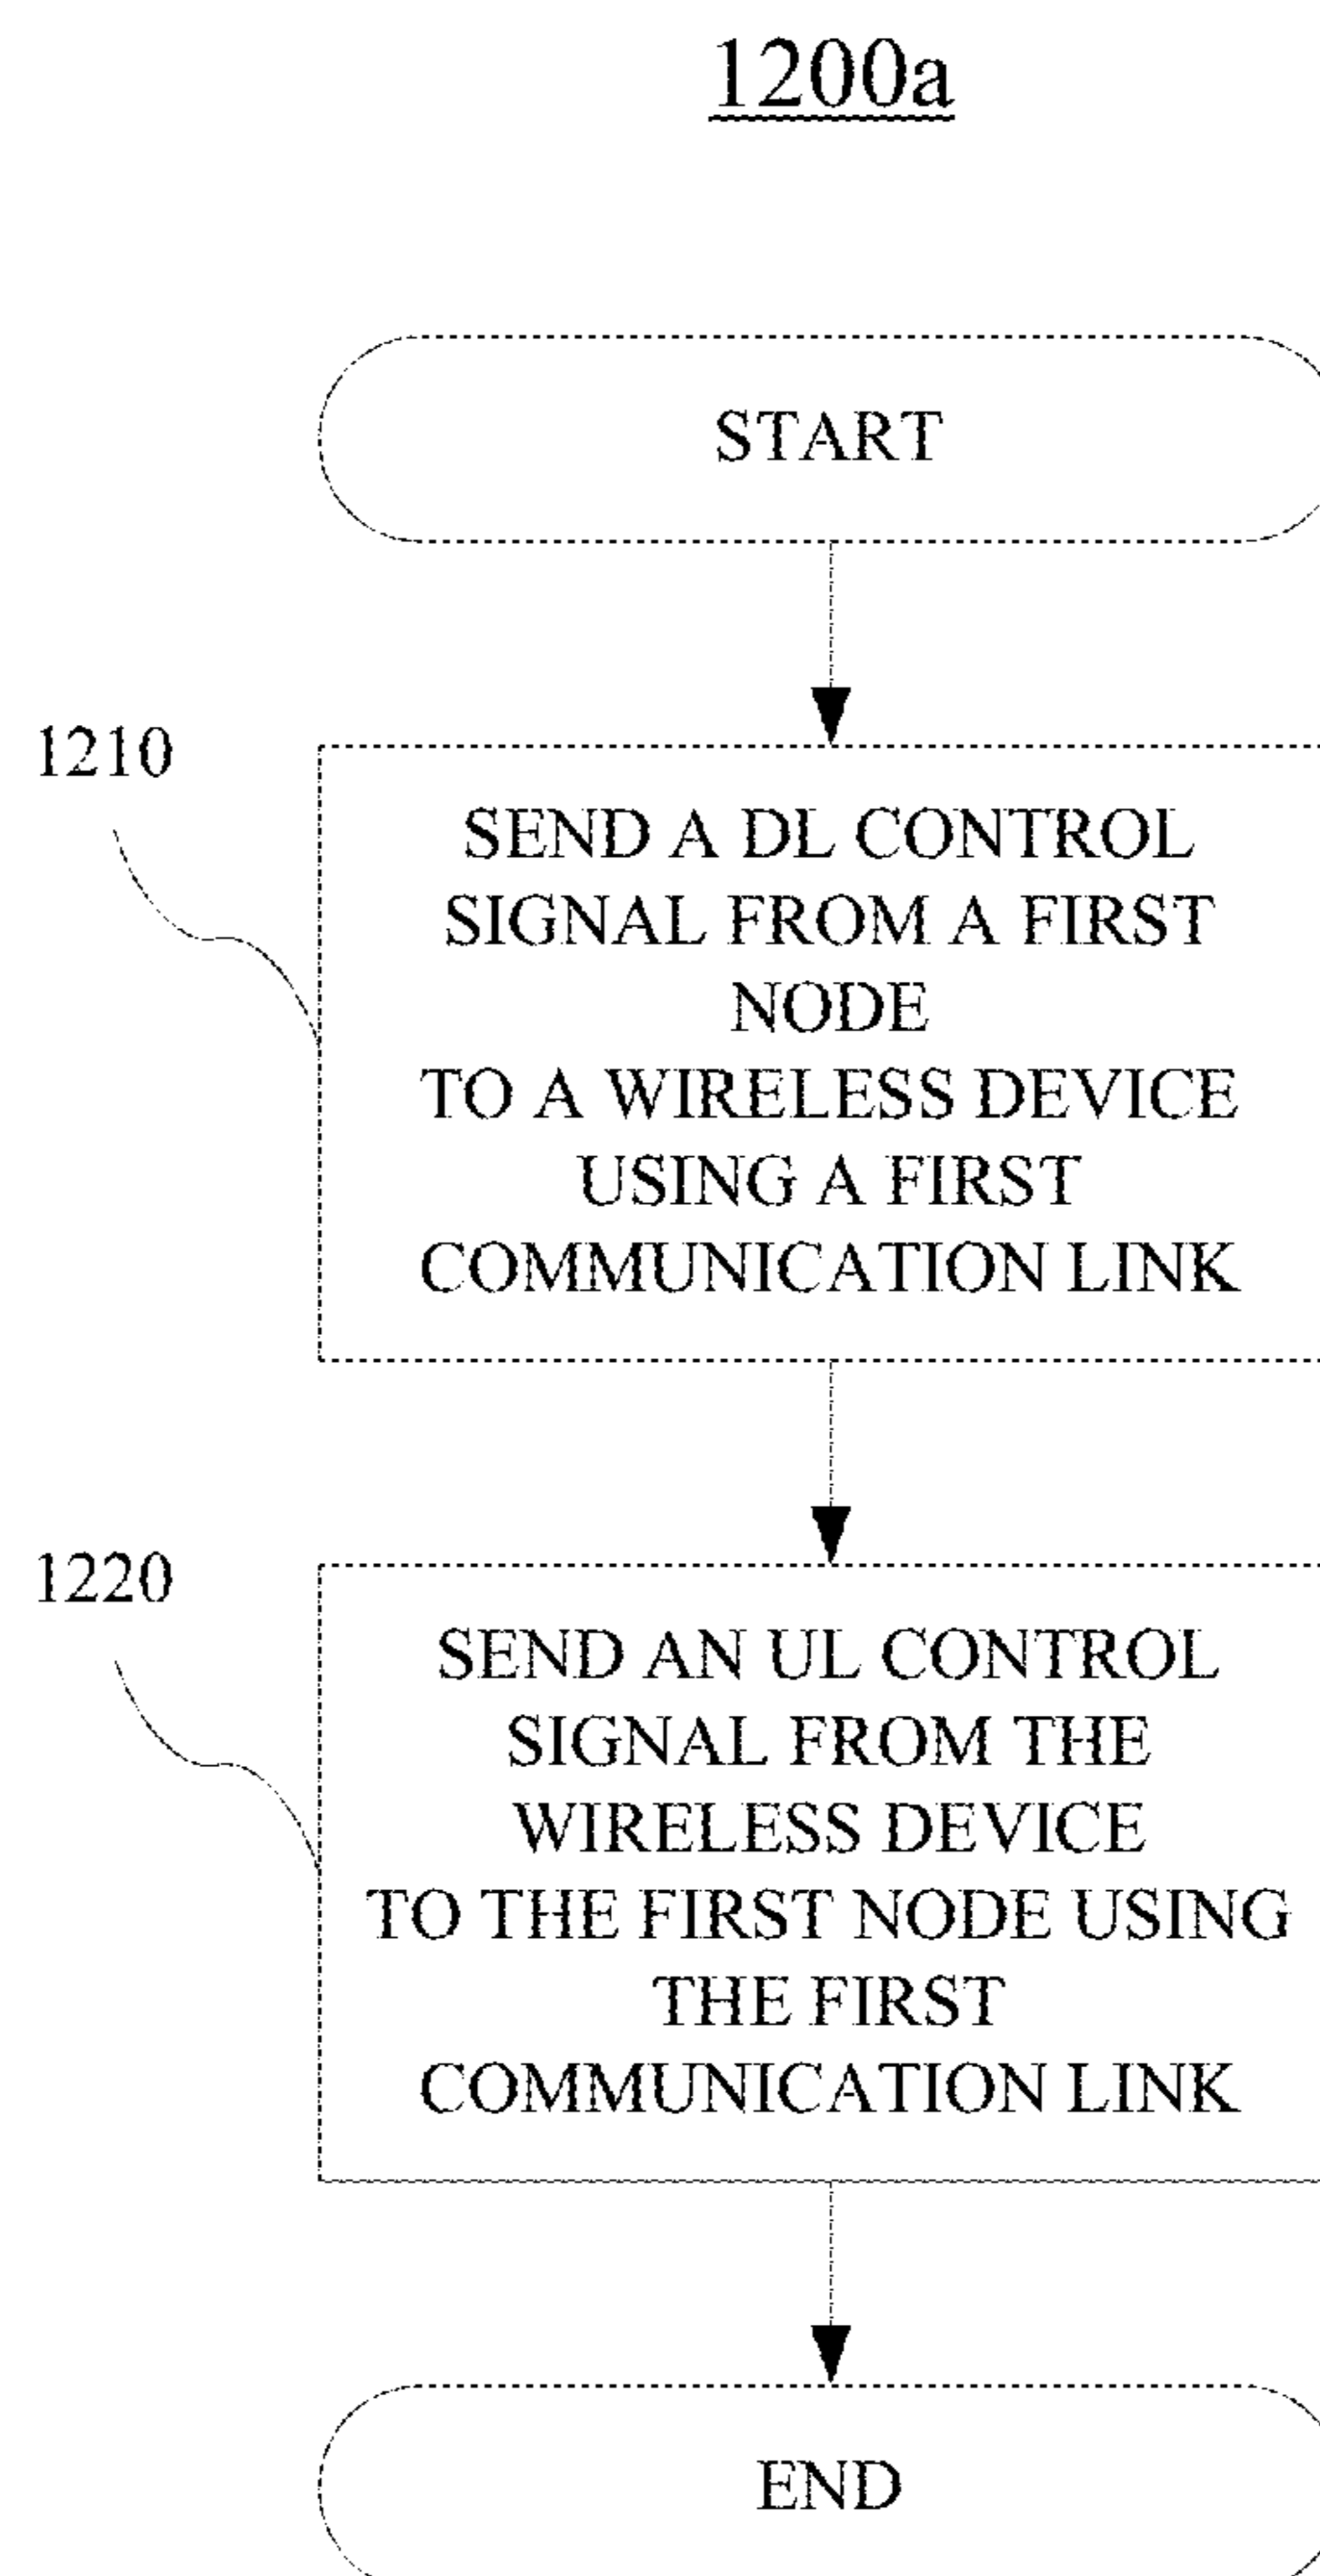 1200a
START
1210
SEND A DL CONTROL
SIGNAL FROM A FIRST
NODE
TO A WIRELESS DEVICE
USING A FIRST
COMMUNICATION LINK
1220
SEND AN UL CONTROL
SIGNAL FROM THE
WIRELESS DEVICE
TO THE FIRST NODE USING
THE FIRST
COMMUNICATION LINK
END